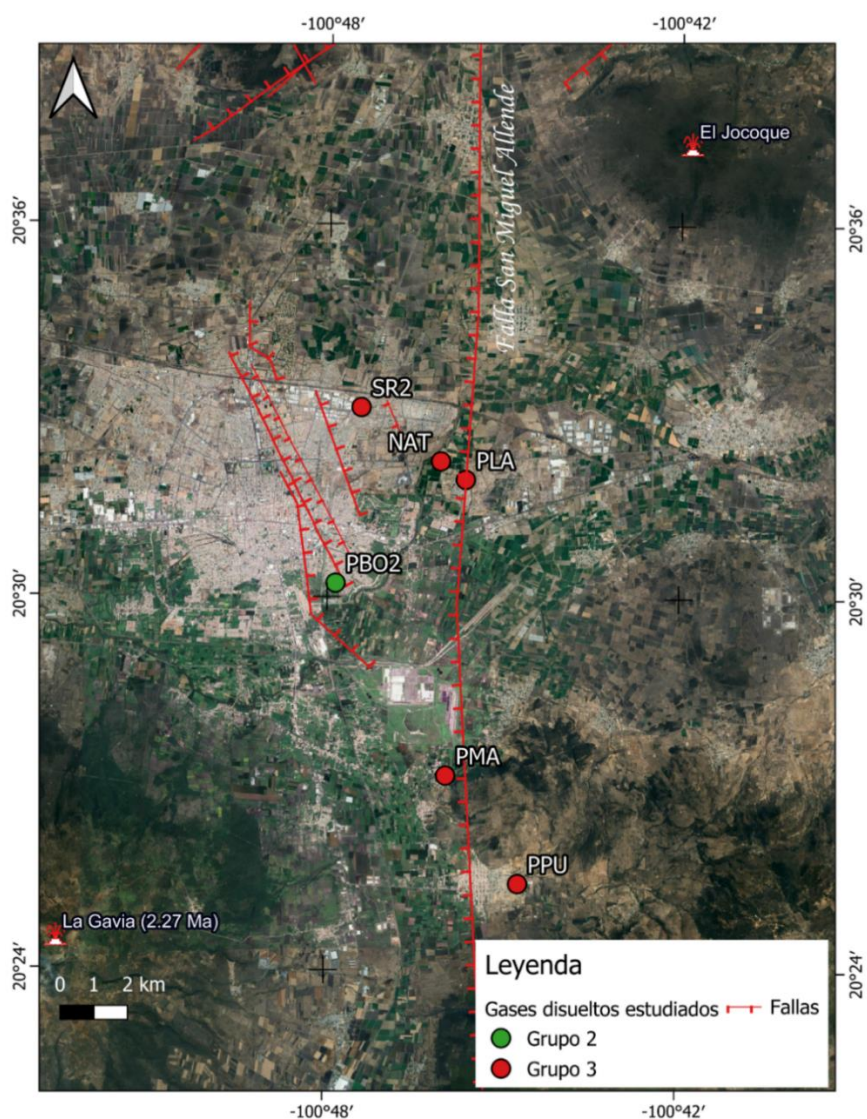 -100°48′
-100°42′
El Jocoque
Falla San Miguel Allende
20°36′
20°36′
SR2
NAT
PLA
PBO2
20°30′
20°30′
PMA
PPU
La Gavia (2.27 Ma)
20°24′
20°24′
0 1 2 km
Leyenda
Gases disueltos estudiados
Fallas
Grupo 2
Grupo 3
-100°48′
-100°42′